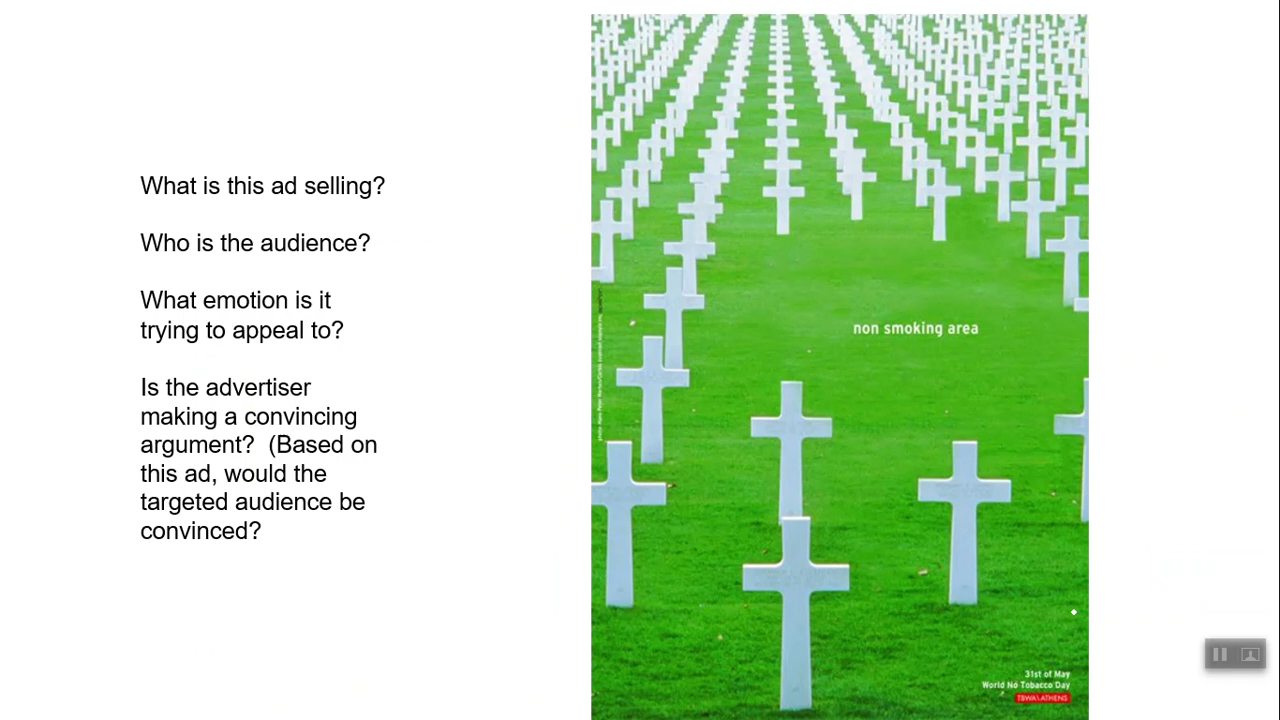 What is this ad selling?
Who is the audience?
What emotion is it
trying to appeal to?
Is the advertiser
making a convincing
argument?  (Based on
this ad, would the
targeted audience be
convinced?
non smoking area
31st of May
World No Tobacco Day
TBWA\ATHENS